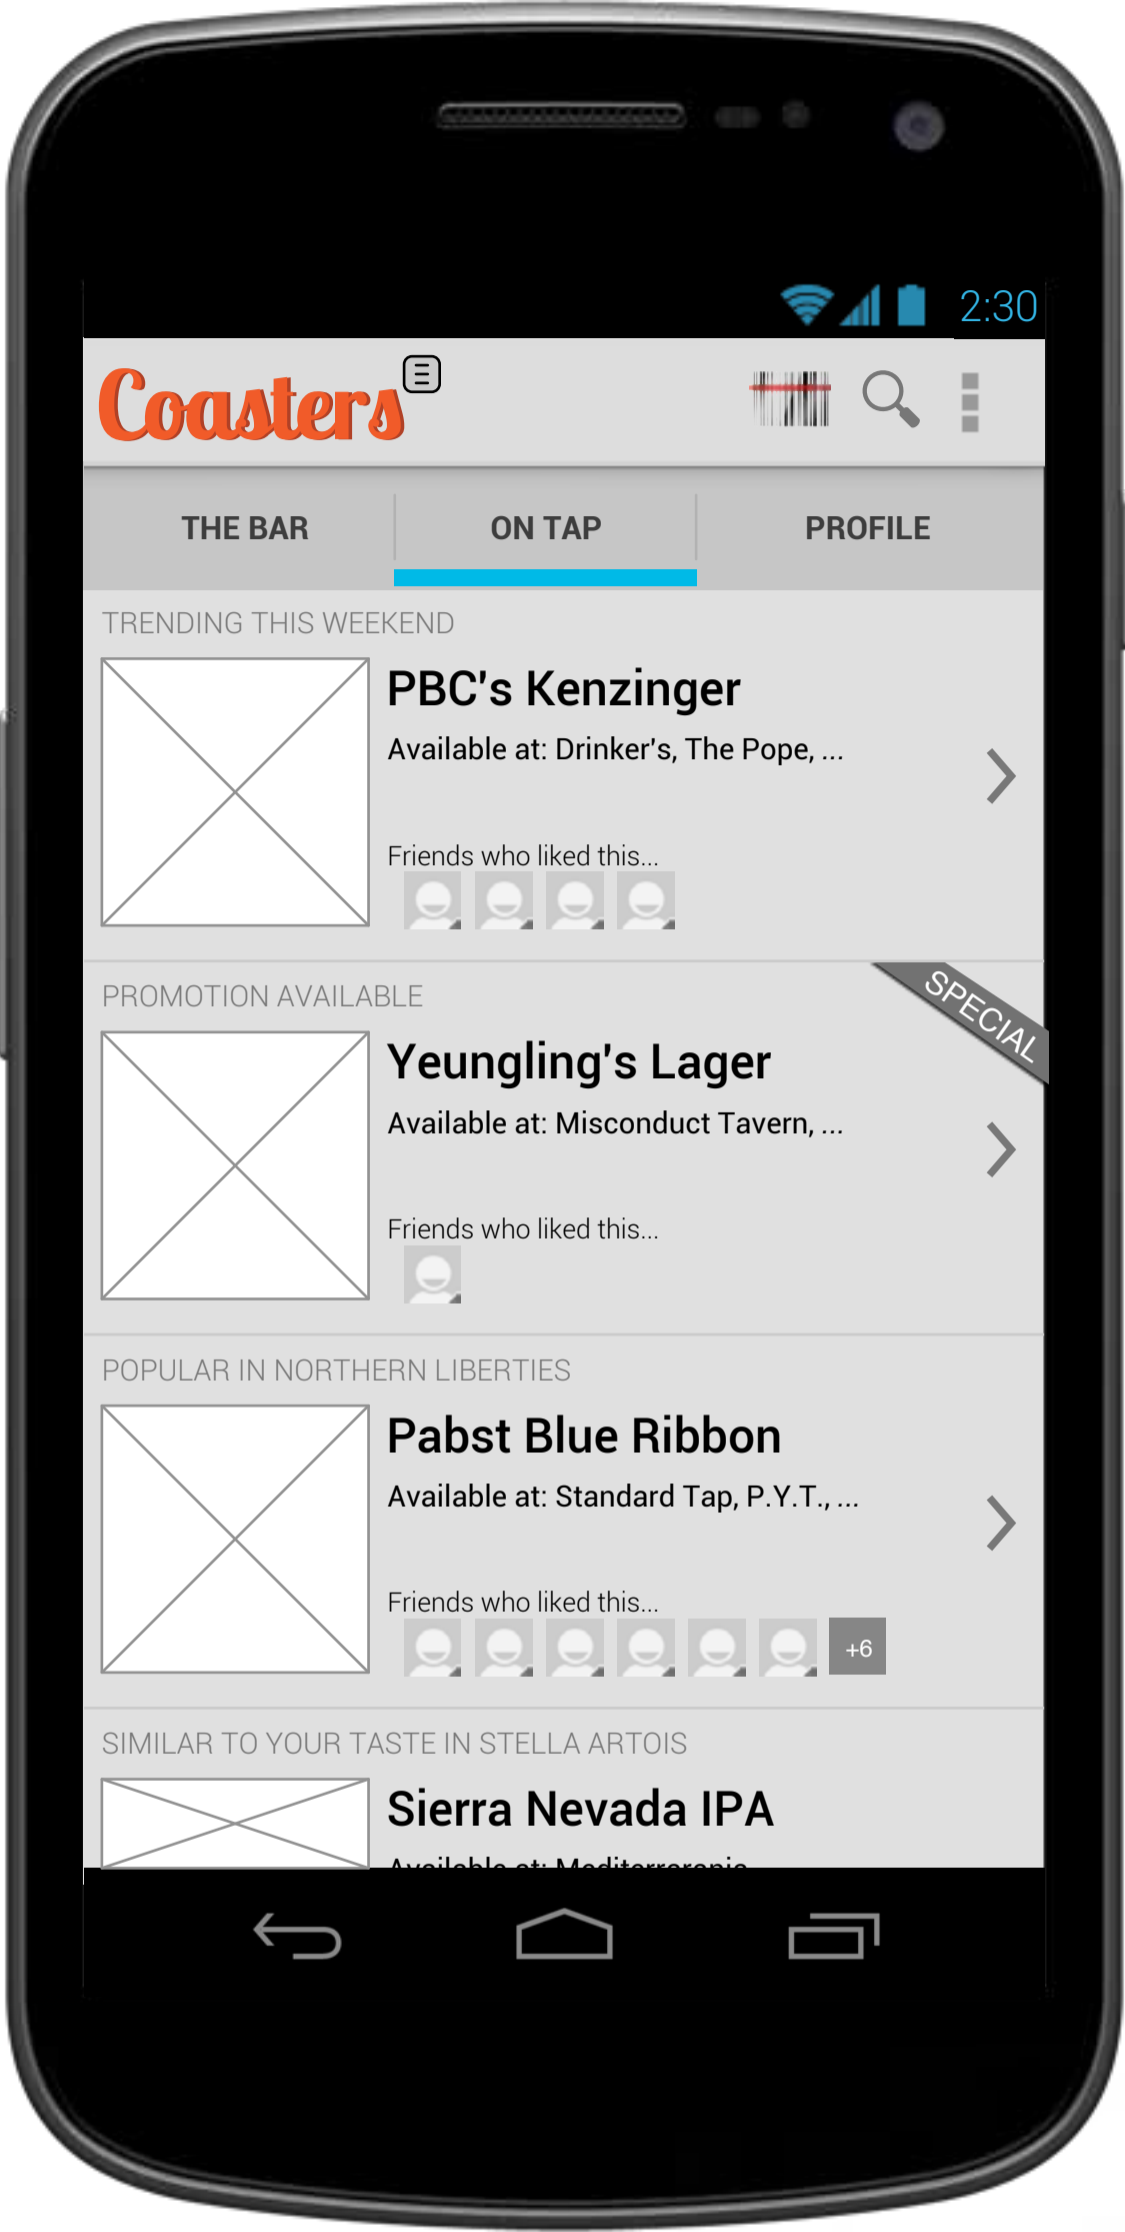 2:30
Coasters
THE BAR
ON TAP
PROFILE
TRENDING THIS WEEKEND
PBC's Kenzinger
Available at: Drinker's, The Pope, ...
Friends who liked this...
PROMOTION AVAILABLE
SPECIAL
Yeungling's Lager
Available at: Misconduct Tavern, ...
Friends who liked this...
POPULAR IN NORTHERN LIBERTIES
Pabst Blue Ribbon
Available at: Standard Tap, P.Y.T., ...
Friends who liked this...
+6
SIMILAR TO YOUR TASTE IN STELLA ARTOIS
Sierra Nevada IPA
Available at: